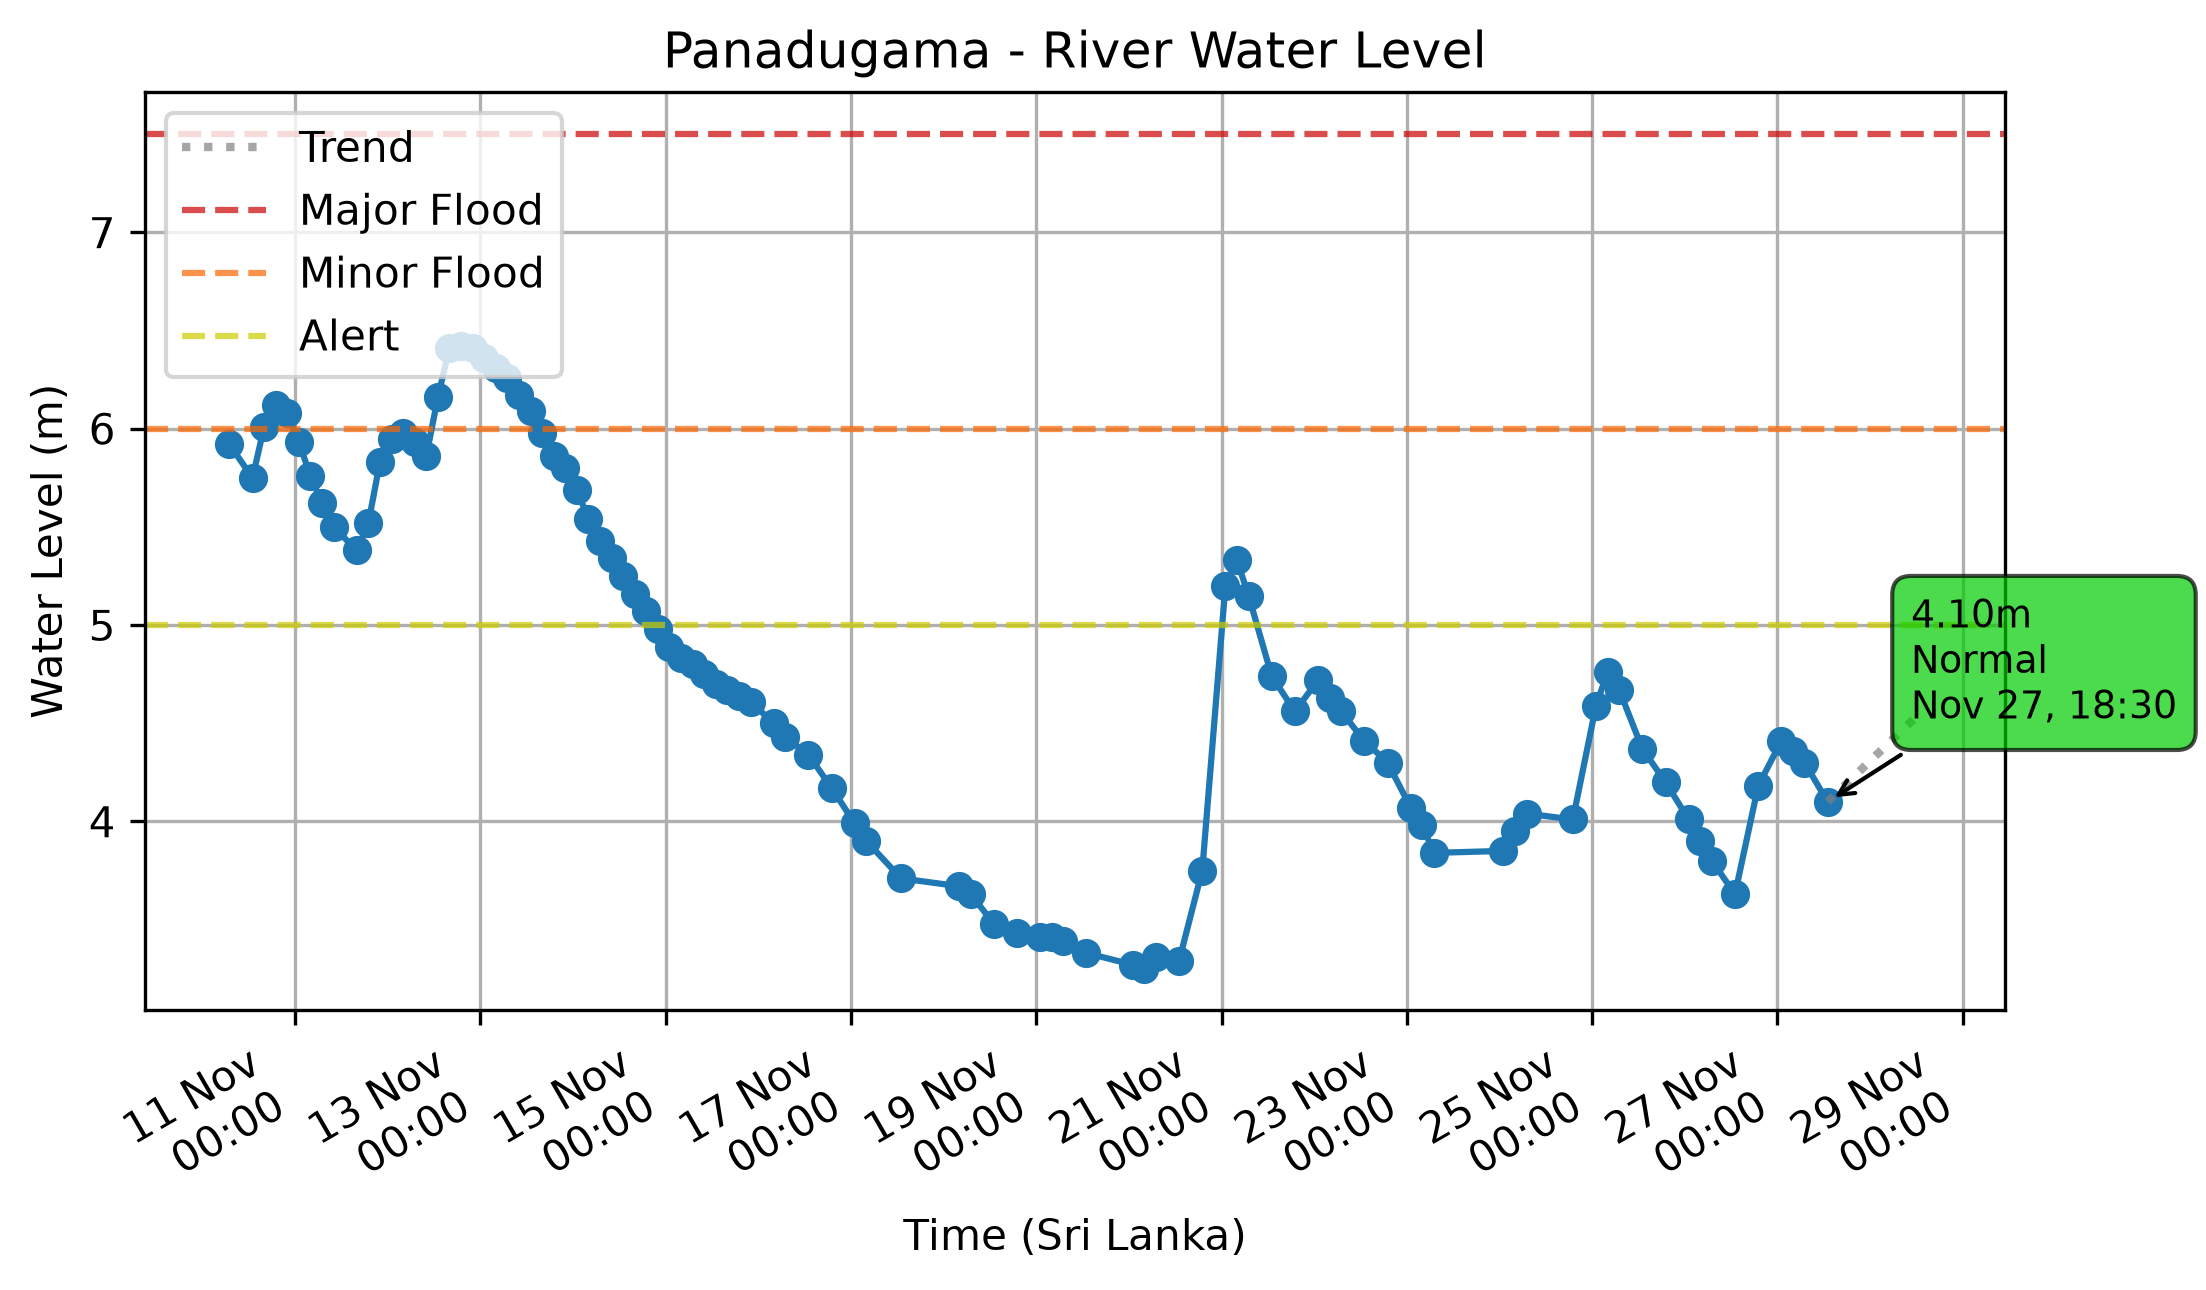 Panadugama - River Water Level
Trend
Major Flood
Minor Flood
Alert
7
6
5
4
Water Level (m)
4.10m
Normal
Nov 27, 18:30
11 Nov
00:00
13 Nov
00:00
15 Nov
00:00
17 Nov
00:00
19 Nov
00:00
21 Nov
00:00
23 Nov
00:00
25 Nov
00:00
27 Nov
00:00
29 Nov
00:00
Time (Sri Lanka)